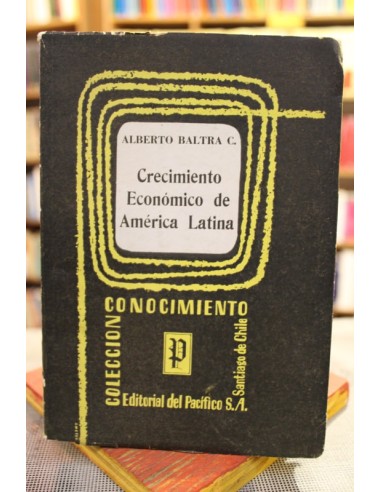 ALBERTO BALTRA C.
Crecimiento
Económico de
América Latina
COLECCION
CONOCIMIENTO
P
Editorial del Pacífico S.A.
Santiago de Chile